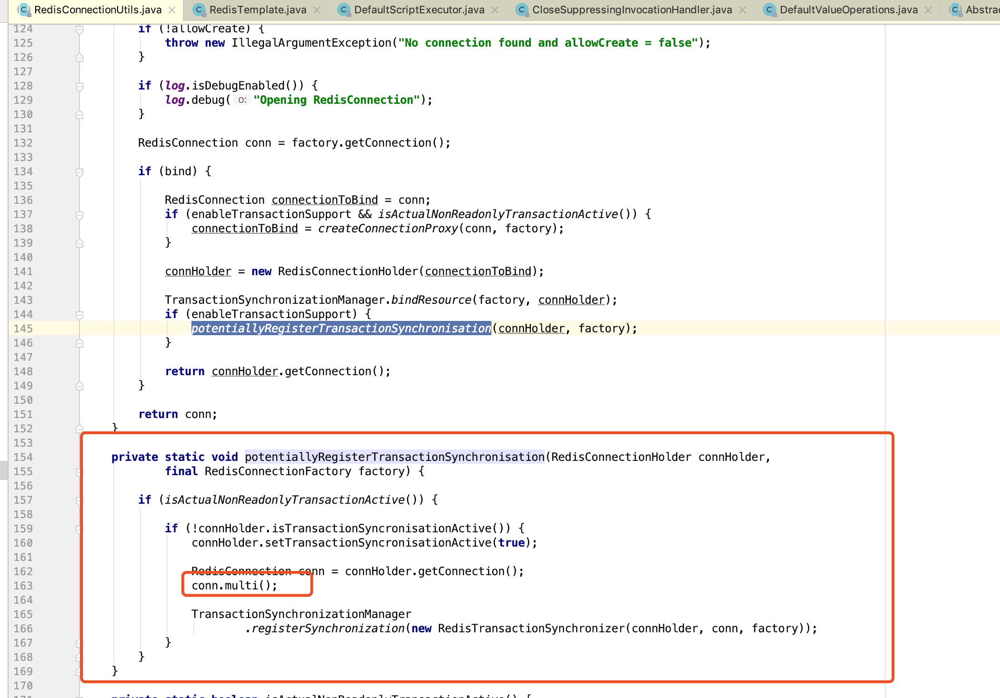 RedisConnectionUtils.java RedisTemplate.java DefaultScriptExecutor.java CloseSuppressingInvocationHandler.java DefaultValueOperations.java Abstra
124 if (!allowCreate) {
125 throw new IllegalArgumentException("No connection found and allowCreate = false");
126 }
127
128 if (log.isDebugEnabled()) {
129 log.debug( o: "Opening RedisConnection");
130 }
131
132 RedisConnection conn = factory.getConnection();
133
134 if (bind) {
135
136 RedisConnection connectionToBind = conn;
137 if (enableTransactionSupport && isActualNonReadonlyTransactionActive()) {
138 connectionToBind = createConnectionProxy(conn, factory);
139 }
140
141 connHolder = new RedisConnectionHolder(connectionToBind);
142
143 TransactionSynchronizationManager.bindResource(factory, connHolder);
144 if (enableTransactionSupport) {
145 potentiallyRegisterTransactionSynchronisation(connHolder, factory);
146 }
147
148 return connHolder.getConnection();
149 }
150
151 return conn;
152 }
153
154 private static void potentiallyRegisterTransactionSynchronisation(RedisConnectionHolder connHolder,
155 final RedisConnectionFactory factory) {
156
157 if (isActualNonReadonlyTransactionActive()) {
158
159 if (!connHolder.isTransactionSyncronisationActive()) {
160 connHolder.setTransactionSyncronisationActive(true);
161
162 RedisConnection conn = connHolder.getConnection();
163 conn.multi();
164
165 TransactionSynchronizationManager
166 .registerSynchronization(new RedisTransactionSynchronizer(connHolder, conn, factory));
167 }
168 }
169 }
170
171 private static boolean isActualNonReadonlyTransactionActive() {